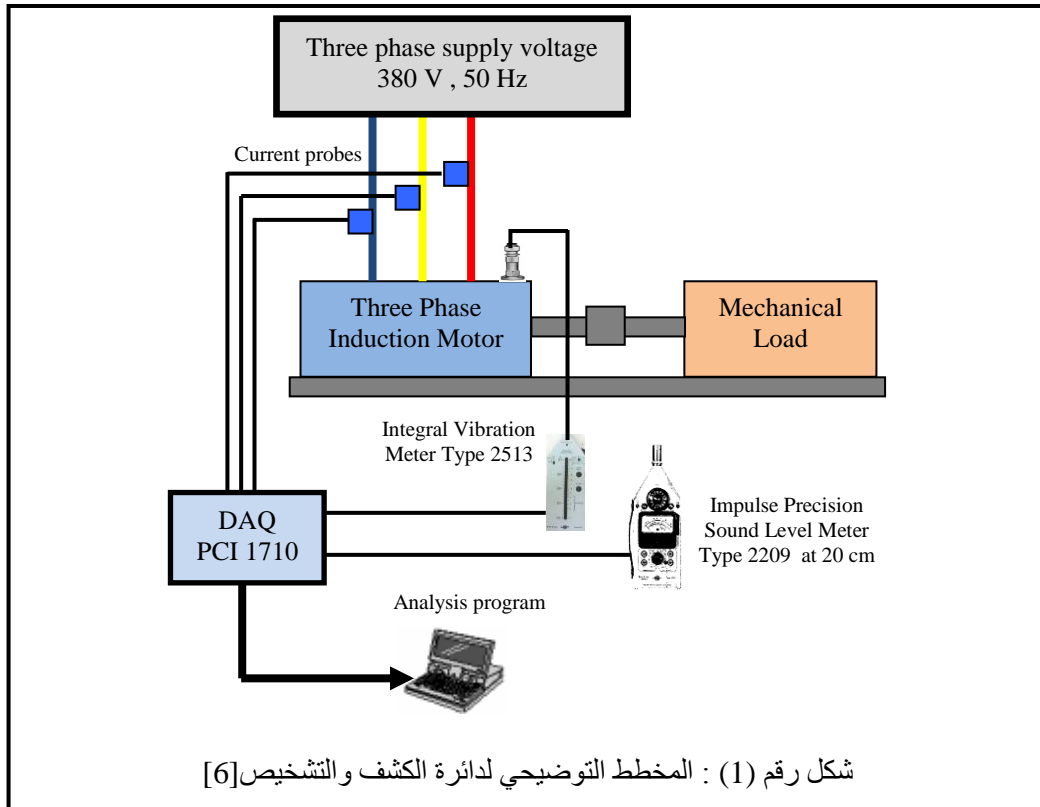 Three phase supply voltage
380 V , 50 Hz
Current probes
Three Phase
Induction Motor
Mechanical
Load
Integral Vibration
Meter Type 2513
DAQ
PCI 1710
Impulse Precision
Sound Level Meter
Type 2209 at 20 cm
Analysis program
شكل رقم (1) : المخطط التوضيحي لدائرة الكشف والتشخيص[6]